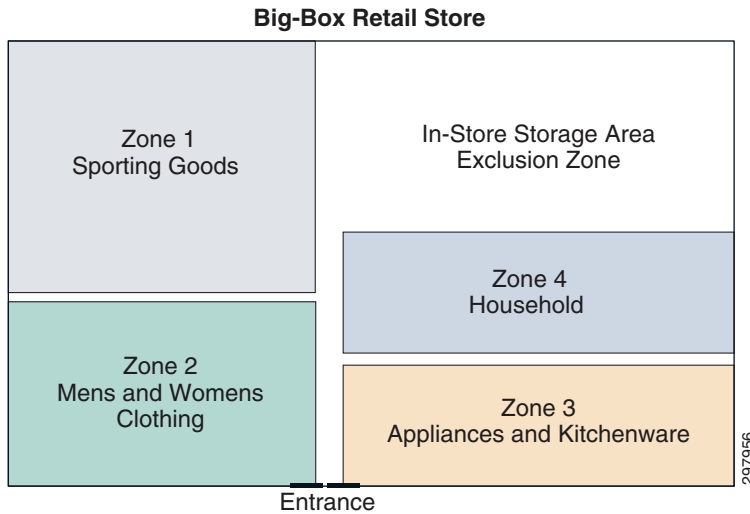 Big-Box Retail Store
Zone 1
Sporting Goods
In-Store Storage Area
Exclusion Zone
Zone 4
Household
Zone 2
Mens and Womens
Clothing
Zone 3
Appliances and Kitchenware
Entrance
297956